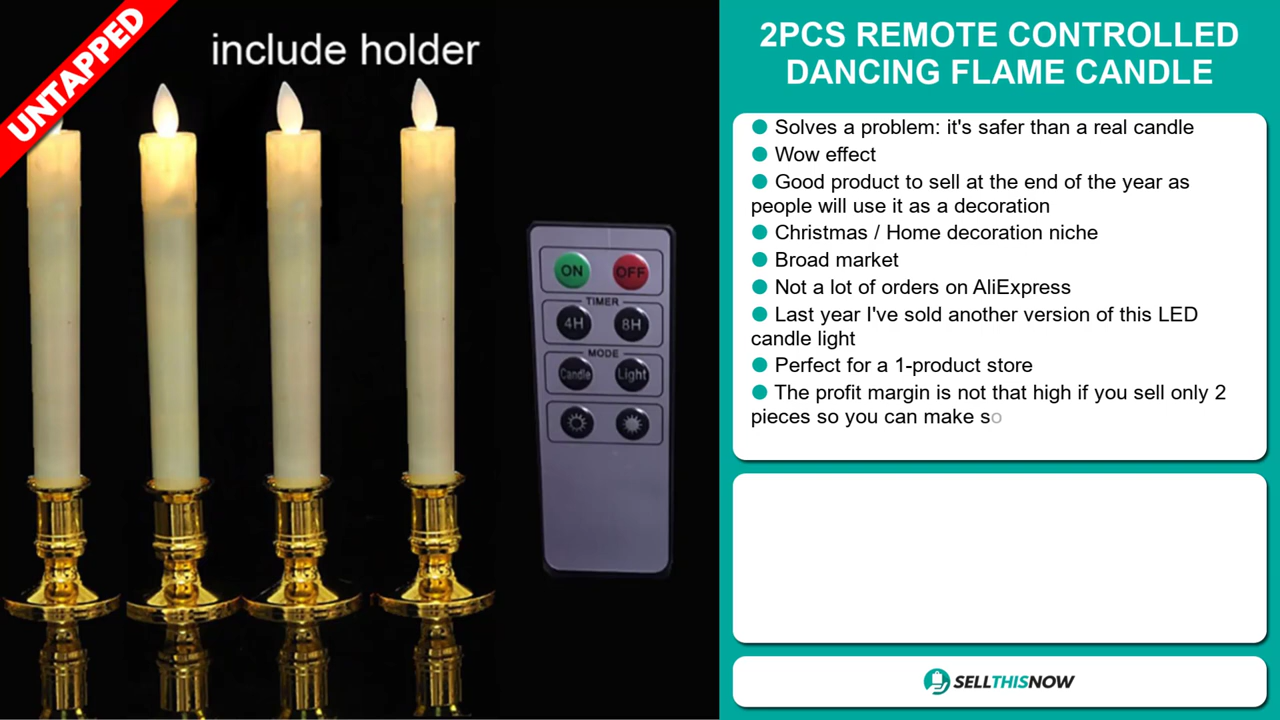 UNTAPPED
include holder
ON
OFF
TIMER
4H
8H
MODE
Candle
Light
2PCS REMOTE CONTROLLED
DANCING FLAME CANDLE
● Solves a problem: it's safer than a real candle
● Wow effect
● Good product to sell at the end of the year as
people will use it as a decoration
● Christmas / Home decoration niche
● Broad market
● Not a lot of orders on AliExpress
● Last year I've sold another version of this LED
candle light
● Perfect for a 1-product store
● The profit margin is not that high if you sell only 2
pieces so you can make so
SELLTHISNOW